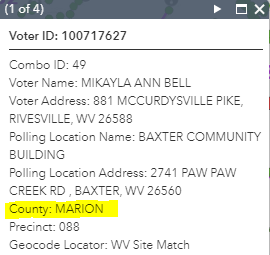 (1 of 4)
Voter ID: 100717627
Combo ID: 49
Voter Name: MIKAYLA ANN BELL
Voter Address: 881 MCCURDYSVILLE PIKE,
RIVESVILLE, WV 26588
Polling Location Name: BAXTER COMMUNITY
BUILDING
Polling Location Address: 2741 PAW PAW
CREEK RD , BAXTER, WV 26560
County: MARION
Precinct: 088
Geocode Locator: WV Site Match